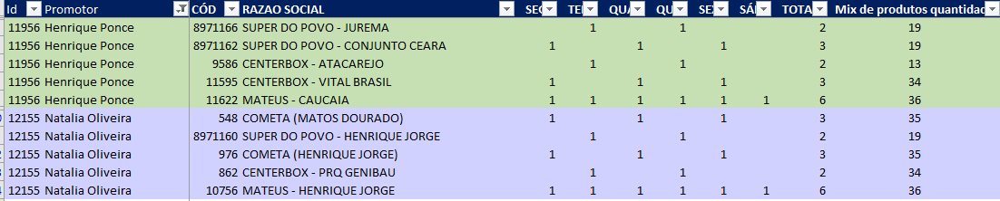 Id Promotor CÓD RAZAO SOCIAL SEG TER QUA QUI SEX SÁB TOTA Mix de produtos quantidad
11956 Henrique Ponce 8971166 SUPER DO POVO - JUREMA 1 1 2 19
11956 Henrique Ponce 8971162 SUPER DO POVO - CONJUNTO CEARA 1 1 1 3 19
11956 Henrique Ponce 9586 CENTERBOX - ATACAREJO 1 1 2 13
11956 Henrique Ponce 11595 CENTERBOX - VITAL BRASIL 1 1 1 3 34
11956 Henrique Ponce 11622 MATEUS - CAUCAIA 1 1 1 1 1 1 6 36
12155 Natalia Oliveira 548 COMETA (MATOS DOURADO) 1 1 1 3 35
12155 Natalia Oliveira 8971160 SUPER DO POVO - HENRIQUE JORGE 1 1 2 19
12155 Natalia Oliveira 976 COMETA (HENRIQUE JORGE) 1 1 1 3 35
12155 Natalia Oliveira 862 CENTERBOX - PRQ GENIBAU 1 1 2 34
12155 Natalia Oliveira 10756 MATEUS - HENRIQUE JORGE 1 1 1 1 1 1 6 36